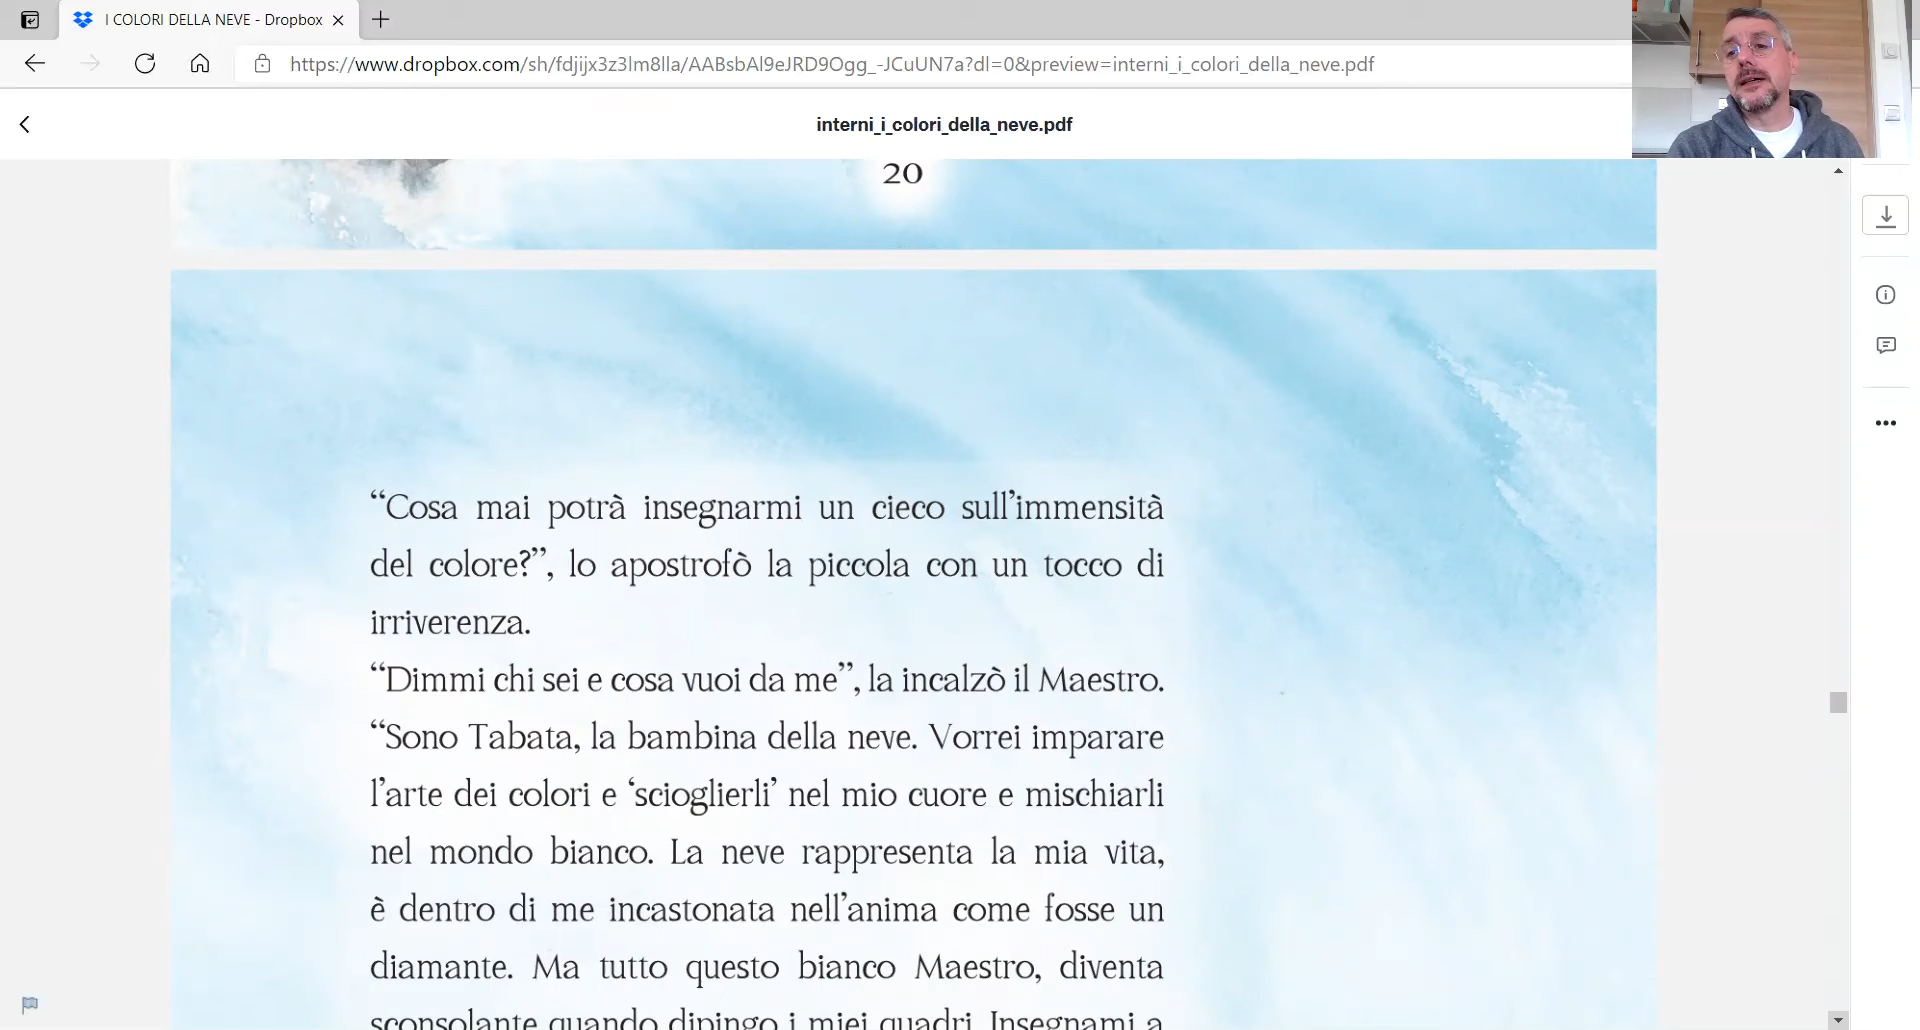 I COLORI DELLA NEVE - Dropbox
https://www.dropbox.com/sh/fdjijx3z3lm8lla/AABsbAl9eJRD9Ogg_-JCuUN7a?dl=0&preview=interni_i_colori_della_neve.pdf
interni_i_colori_della_neve.pdf
20
“Cosa mai potrà insegnarmi un cieco sull’immensità
del colore?”, lo apostrofò la piccola con un tocco di
irriverenza.
“Dimmi chi sei e cosa vuoi da me”, la incalzò il Maestro.
“Sono Tabata, la bambina della neve. Vorrei imparare
l’arte dei colori e ‘scioglierli’ nel mio cuore e mischiarli
nel mondo bianco. La neve rappresenta la mia vita,
è dentro di me incastonata nell’anima come fosse un
diamante. Ma tutto questo bianco Maestro, diventa
sconsolante quando dipingo i miei quadri. Insegnami a